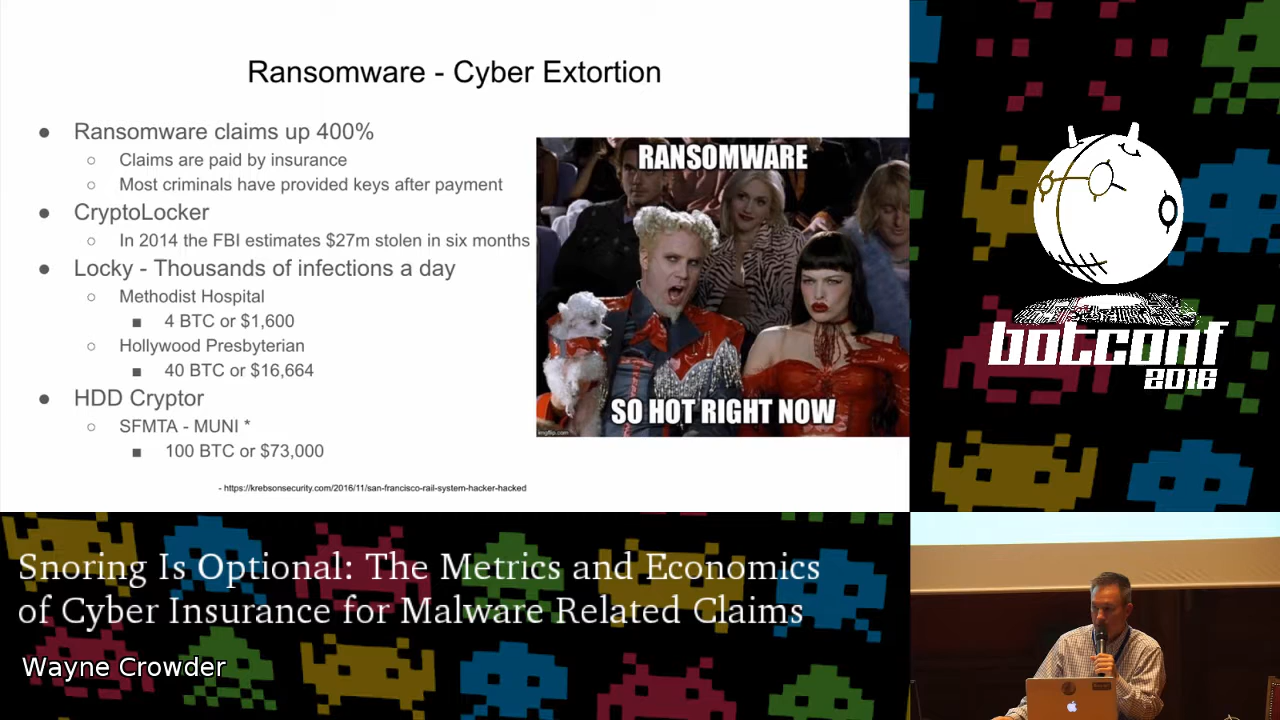 Ransomware - Cyber Extortion
● Ransomware claims up 400%
○ Claims are paid by insurance
○ Most criminals have provided keys after payment
● CryptoLocker
○ In 2014 the FBI estimates $27m stolen in six months
● Locky - Thousands of infections a day
○ Methodist Hospital
■ 4 BTC or $1,600
○ Hollywood Presbyterian
■ 40 BTC or $16,664
● HDD Cryptor
○ SFMTA - MUNI *
■ 100 BTC or $73,000
- https://krebsonsecurity.com/2016/11/san-francisco-rail-system-hacker-hacked
RANSOMWARE
SO HOT RIGHT NOW
imgflip.com
botconf
2016
Snoring Is Optional: The Metrics and Economics
of Cyber Insurance for Malware Related Claims
Wayne Crowder